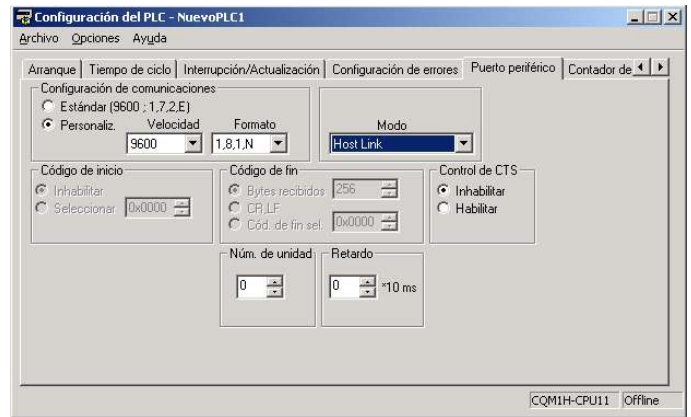 Configuración del PLC - NuevoPLC1
Archivo Opciones Ayuda
Arranque Tiempo de ciclo Interrupción/Actualización Configuración de errores Puerto periférico Contador de
Configuración de comunicaciones
Estándar (9600 ; 1,7,2,E)
Personaliz. Velocidad Formato Modo
9600 1,8,1,N Host Link
Código de inicio Código de fin Control de CTS
Inhabilitar Bytes recibidos 256 Inhabilitar
Seleccionar 0x0000 CR,LF Habilitar
Cód. de fin sel. 0x0000
Núm. de unidad Retardo
0 0 *10 ms
CQM1H-CPU11 Offline